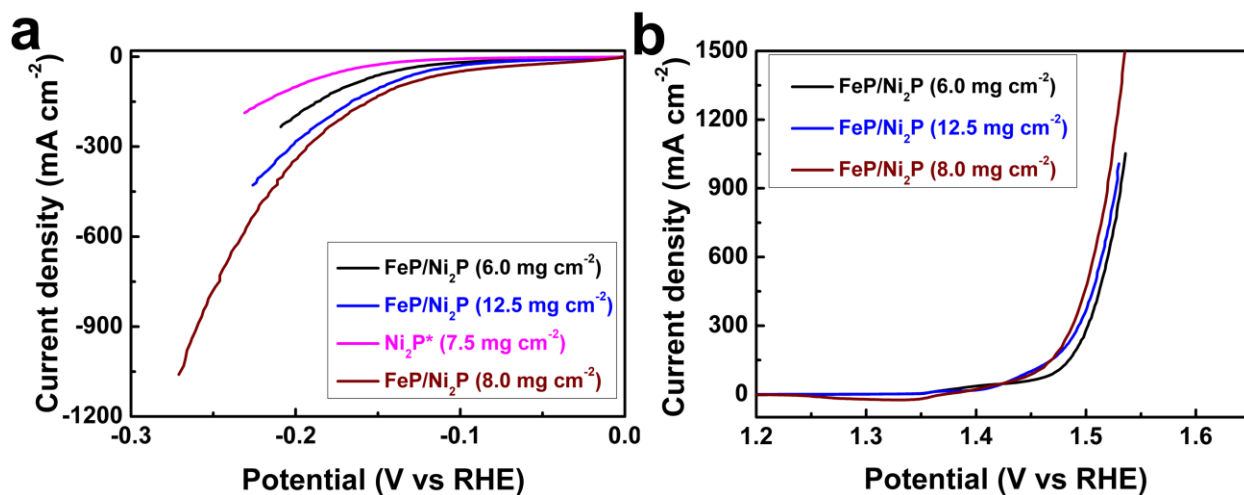 a
0
-300
-600
-900
-1200
-0.3
-0.2
-0.1
0.0
Current density (mA cm⁻²)
Potential (V vs RHE)
FeP/Ni₂P (6.0 mg cm⁻²)
FeP/Ni₂P (12.5 mg cm⁻²)
Ni₂P* (7.5 mg cm⁻²)
FeP/Ni₂P (8.0 mg cm⁻²)
b
1500
1200
900
600
300
0
1.2
1.3
1.4
1.5
1.6
Current density (mA cm⁻²)
Potential (V vs RHE)
FeP/Ni₂P (6.0 mg cm⁻²)
FeP/Ni₂P (12.5 mg cm⁻²)
FeP/Ni₂P (8.0 mg cm⁻²)